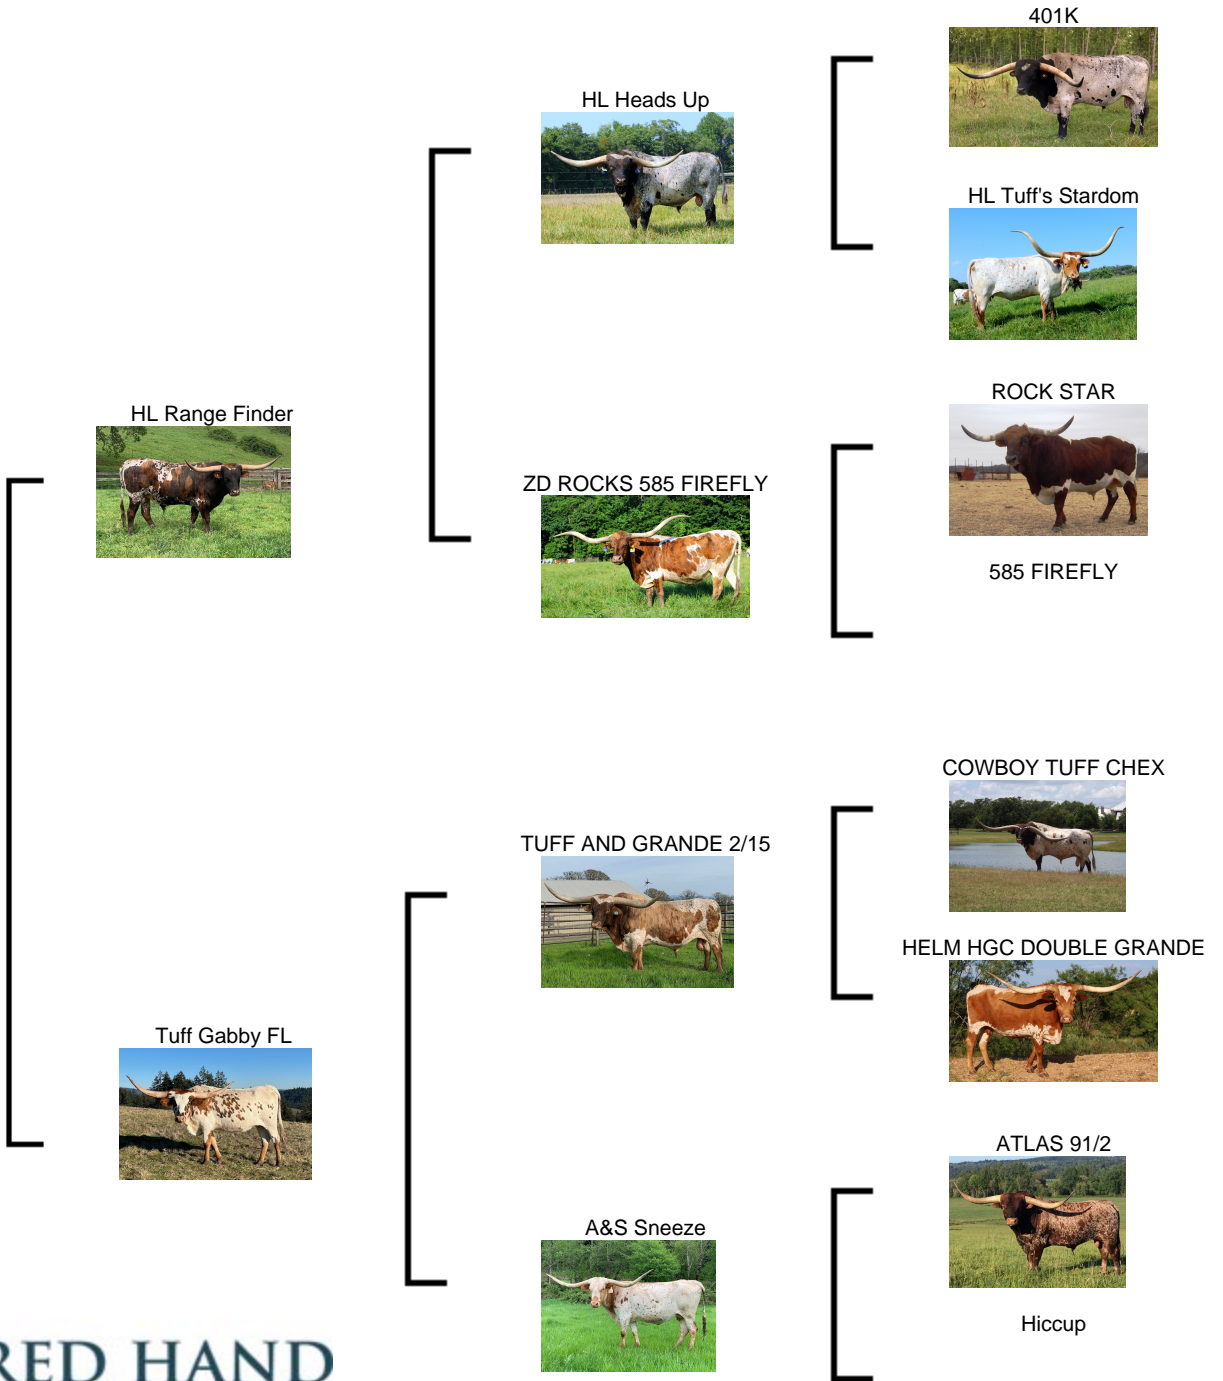 401K
HL Heads Up
HL Tuff's Stardom
ROCK STAR
HL Range Finder
ZD ROCKS 585 FIREFLY
585 FIREFLY
COWBOY TUFF CHEX
TUFF AND GRANDE 2/15
HELM HGC DOUBLE GRANDE
Tuff Gabby FL
ATLAS 91/2
A&S Sneeze
Hiccup
RED HAND